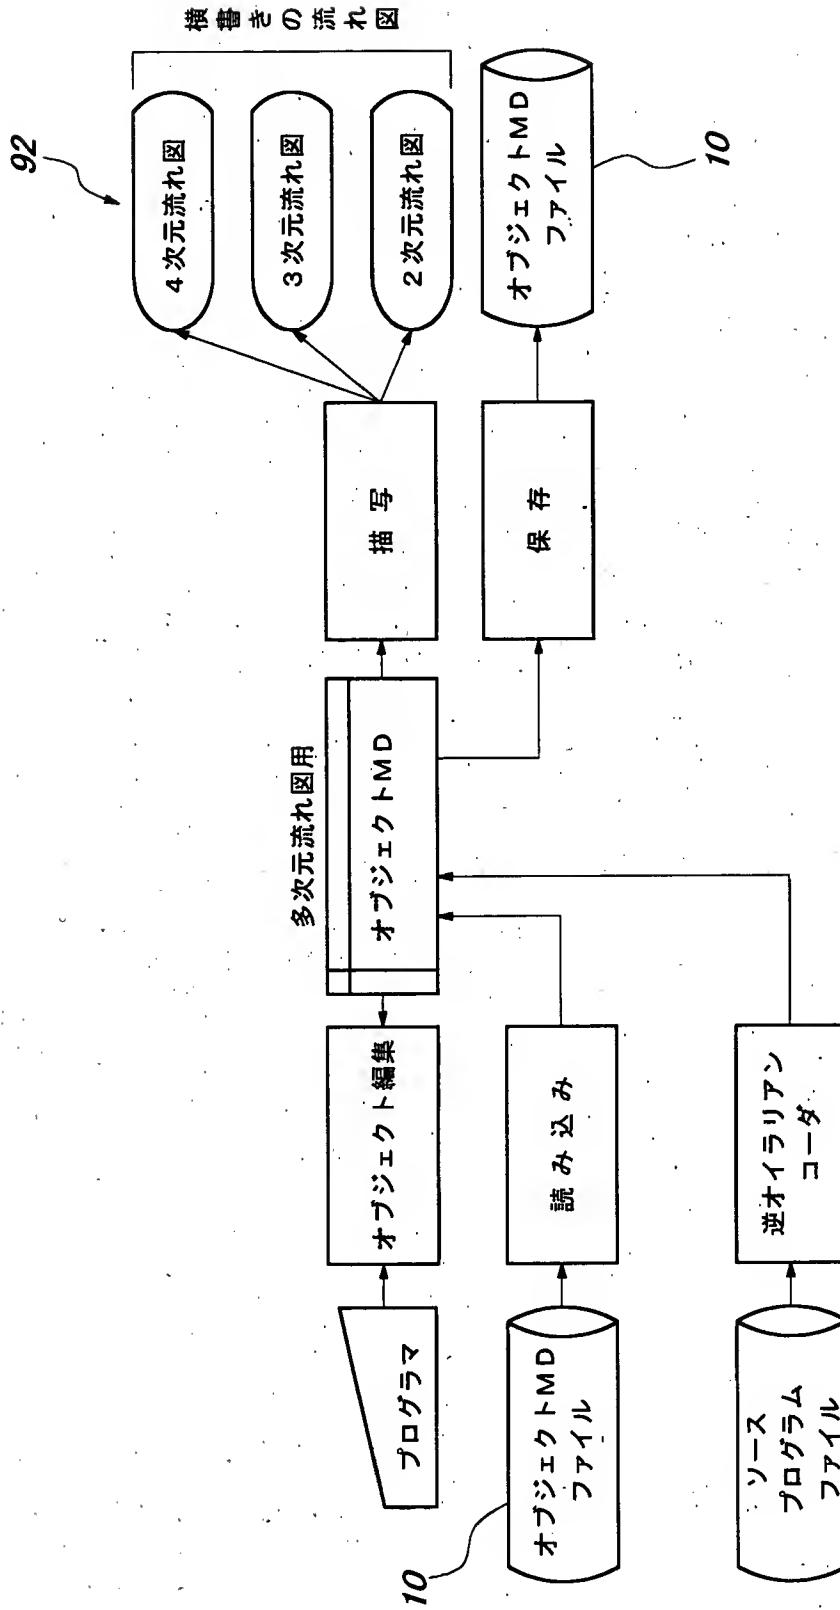 92
4次元流れ図
3次元流れ図
2次元流れ図
横書きの流れ図
オブジェクトMD
ファイル
10
描写
保存
多次元流れ図用
オブジェクトMD
オブジェクト編集
読み込み
逆オイラリアン
コーダ
プログラマ
オブジェクトMD
ファイル
10
ソース
プログラム
ファイル